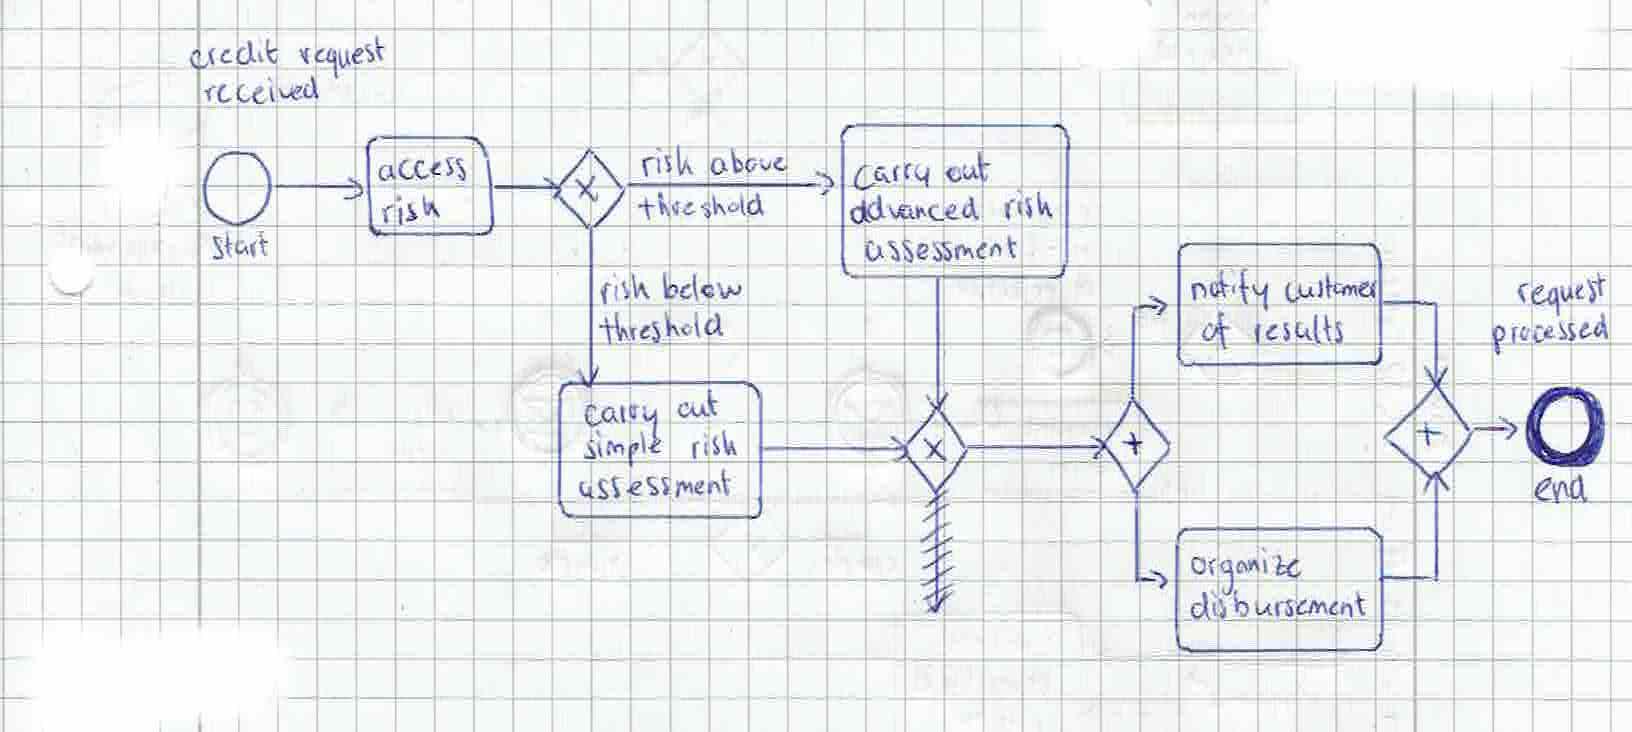 credit request
received
start
access
risk
X
risk above
threshold
carry out
advanced risk
assessment
risk below
threshold
carry out
simple risk
assessment
X
+
notify customer
of results
organize
disbursement
+
request
processed
end